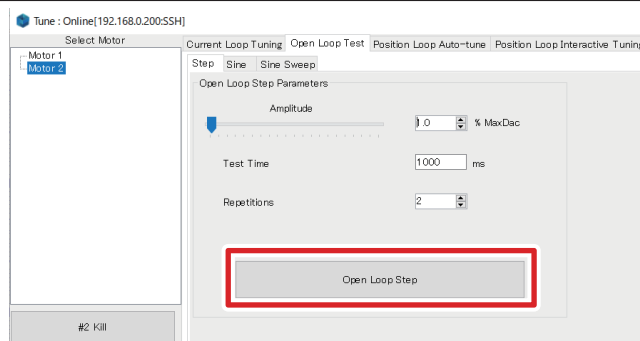 Tune : Online[192.168.0.200:SSH]
Select Motor
Current Loop Tuning Open Loop Test Position Loop Auto-tune Position Loop Interactive Tuning
Motor 1
Motor 2
Step Sine Sine Sweep
Open Loop Step Parameters
Amplitude
1.0 % MaxDac
Test Time 1000 ms
Repetitions 2
Open Loop Step
#2 Kill